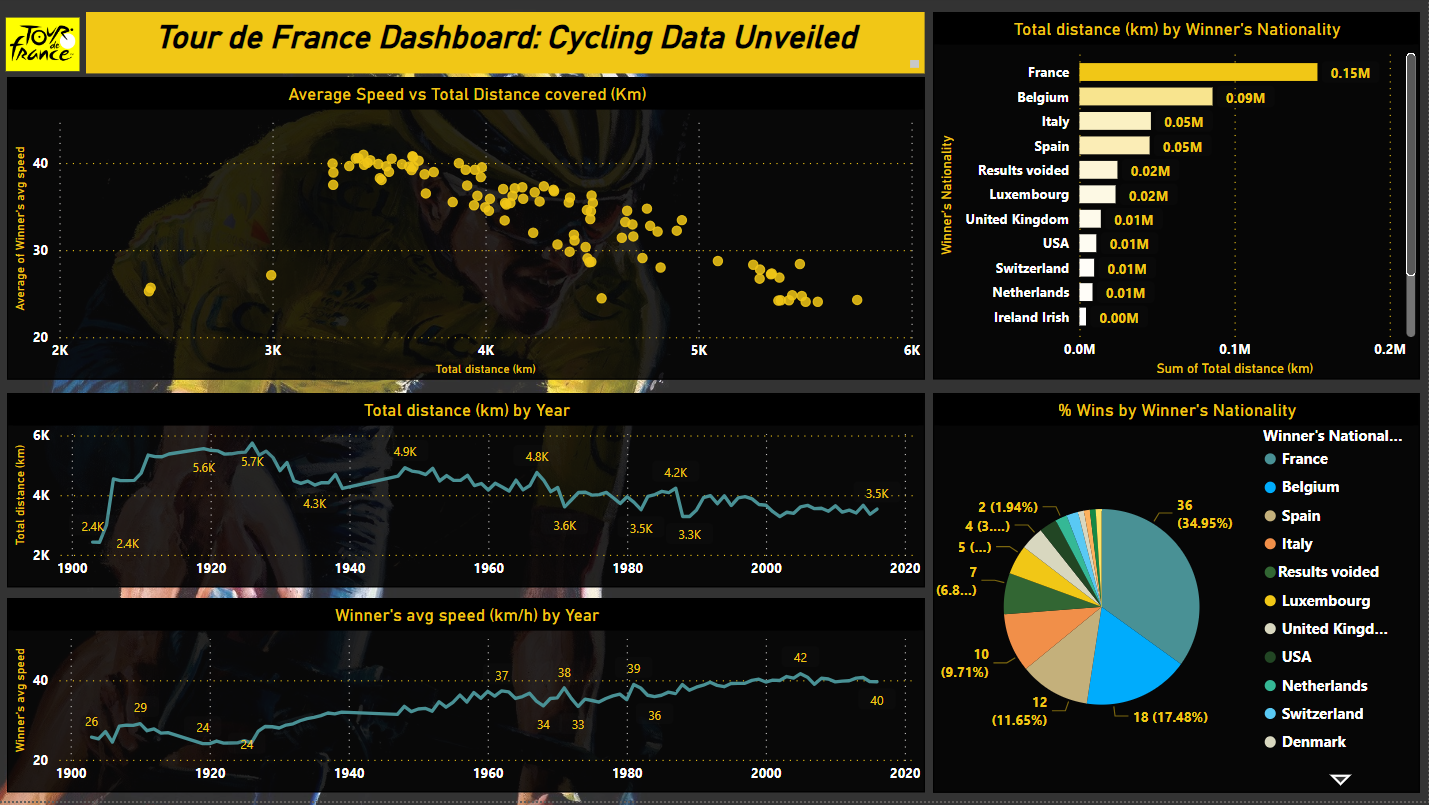 TOUR
de
france
Tour de France Dashboard: Cycling Data Unveiled
Average Speed vs Total Distance covered (Km)
Average of Winner's avg speed
40
30
20
2K 3K 4K 5K 6K
Total distance (km)
Total distance (km) by Winner's Nationality
Winner's Nationality
France 0.15M
Belgium 0.09M
Italy 0.05M
Spain 0.05M
Results voided 0.02M
Luxembourg 0.02M
United Kingdom 0.01M
USA 0.01M
Switzerland 0.01M
Netherlands 0.01M
Ireland Irish 0.00M
0.0M 0.1M 0.2M
Sum of Total distance (km)
Total distance (km) by Year
Total distance (km)
6K
4K
2K
2.4K
2.4K
5.6K
5.7K
4.3K
4.9K
4.8K
3.6K
3.5K
4.2K
3.3K
3.5K
1900 1920 1940 1960 1980 2000 2020
Winner's avg speed (km/h) by Year
Winner's avg speed
40
20
26
29
24
24
37
34
38
33
39
36
42
40
1900 1920 1940 1960 1980 2000 2020
% Wins by Winner's Nationality
36
(34.95%)
18 (17.48%)
12
(11.65%)
10
(9.71%)
7
(6.8...)
5 (...)
4 (3....)
2 (1.94%)
Winner's National...
France
Belgium
Spain
Italy
Results voided
Luxembourg
United Kingd...
USA
Netherlands
Switzerland
Denmark